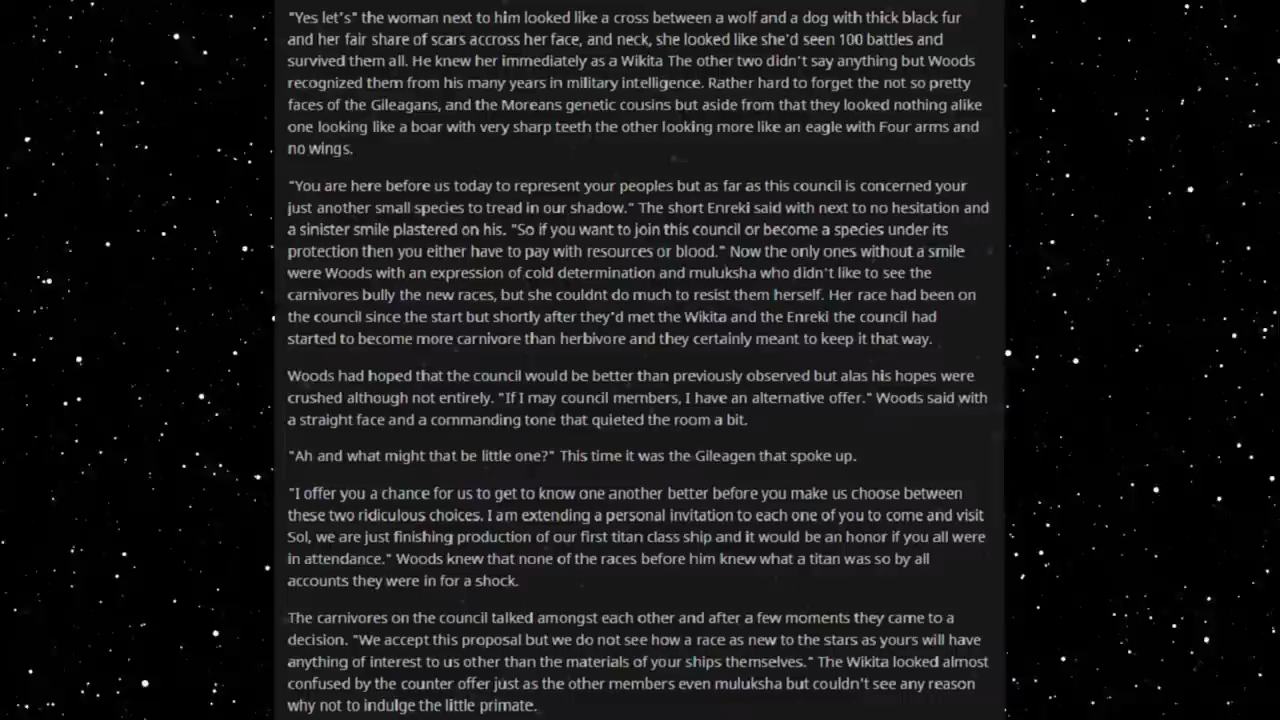 "Yes let's" the woman next to him looked like a cross between a wolf and a dog with thick black fur
and her fair share of scars accross her face, and neck, she looked like she'd seen 100 battles and
survived them all. He knew her immediately as a Wikita The other two didn't say anything but Woods
recognized them from his many years in military intelligence. Rather hard to forget the not so pretty
faces of the Gileagans, and the Moreans genetic cousins but aside from that they looked nothing alike
one looking like a boar with very sharp teeth the other looking more like an eagle with Four arms and
no wings.
"You are here before us today to represent your peoples but as far as this council is concerned your
just another small species to tread in our shadow." The short Enreki said with next to no hesitation and
a sinister smile plastered on his. "So if you want to join this council or become a species under its
protection then you either have to pay with resources or blood." Now the only ones without a smile
were Woods with an expression of cold determination and muluksha who didn't like to see the
carnivores bully the new races, but she couldnt do much to resist them herself. Her race had been on
the council since the start but shortly after they'd met the Wikita and the Enreki the council had
started to become more carnivore than herbivore and they certainly meant to keep it that way.
Woods had hoped that the council would be better than previously observed but alas his hopes were
crushed although not entirely. "If I may council members, I have an alternative offer." Woods said with
a straight face and a commanding tone that quieted the room a bit.
"Ah and what might that be little one?" This time it was the Gileagen that spoke up.
"I offer you a chance for us to get to know one another better before you make us choose between
these two ridiculous choices. I am extending a personal invitation to each one of you to come and visit
Sol, we are just finishing production of our first titan class ship and it would be an honor if you all were
in attendance." Woods knew that none of the races before him knew what a titan was so by all
accounts they were in for a shock.
The carnivores on the council talked amongst each other and after a few moments they came to a
decision. "We accept this proposal but we do not see how a race as new to the stars as yours will have
anything of interest to us other than the materials of your ships themselves." The Wikita looked almost
confused by the counter offer just as the other members even muluksha but couldn't see any reason
why not to indulge the little primate.